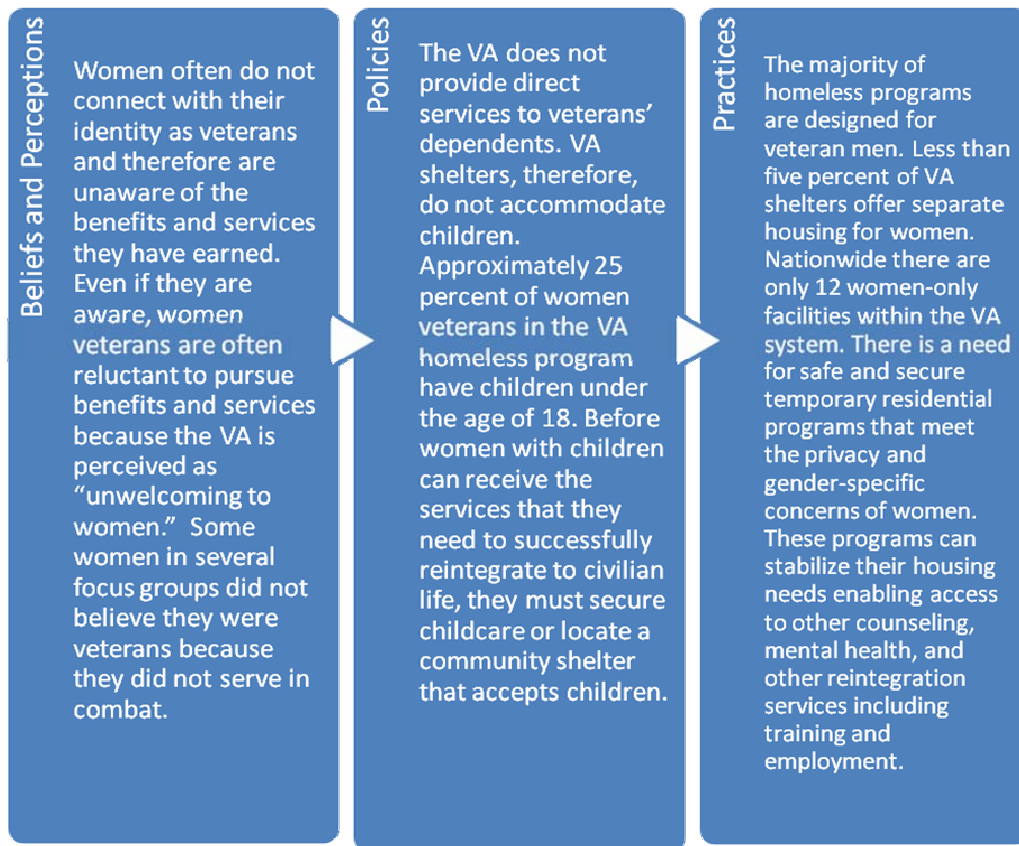 Beliefs and Perceptions
Women often do not
connect with their
identity as veterans
and therefore are
unaware of the
benefits and services
they have earned.
Even if they are
aware, women
veterans are often
reluctant to pursue
benefits and services
because the VA is
perceived as
“unwelcoming to
women.”  Some
women in several
focus groups did not
believe they were
veterans because
they did not serve in
combat.
Policies
The VA does not
provide direct
services to veterans’
dependents. VA
shelters, therefore,
do not accommodate
children.
Approximately 25
percent of women
veterans in the VA
homeless program
have children under
the age of 18. Before
women with children
can receive the
services that they
need to successfully
reintegrate to civilian
life, they must secure
childcare or locate a
community shelter
that accepts children.
Practices
The majority of
homeless programs
are designed for
veteran men. Less than
five percent of VA
shelters offer separate
housing for women.
Nationwide there are
only 12 women-only
facilities within the VA
system. There is a need
for safe and secure
temporary residential
programs that meet
the privacy and
gender-specific
concerns of women.
These programs can
stabilize their housing
needs enabling access
to other counseling,
mental health, and
other reintegration
services including
training and
employment.